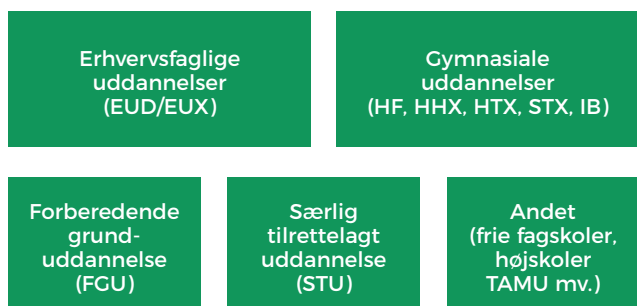 Erhvervsfaglige
uddannelser
(EUD/EUX)
Gymnasiale
uddannelser
(HF, HHX, HTX, STX, IB)
Forberedende
grund-
uddannelse
(FGU)
Særlig
tilrettelagt
uddannelse
(STU)
Andet
(frie fagskoler,
højskoler
TAMU mv.)